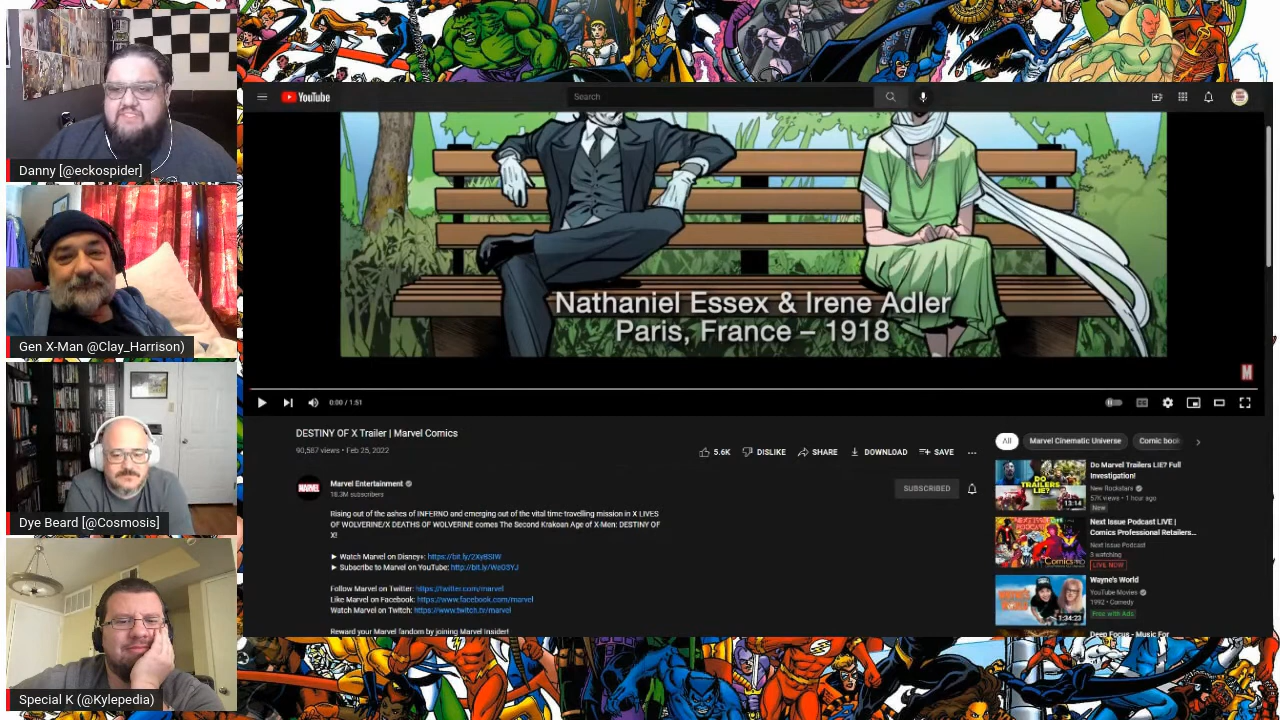 Danny [@eckospider]
Gen X-Man @Clay_Harrison)
Dye Beard [@Cosmosis]
Special K (@Kylepedia)
YouTube
Search
Nathaniel Essex & Irene Adler
Paris, France – 1918
M
0:00 / 1:51
DESTINY OF X Trailer | Marvel Comics
90,587 views • Feb 25, 2022
5.6K
DISLIKE
SHARE
DOWNLOAD
SAVE
MARVEL
Marvel Entertainment
18.3M subscribers
SUBSCRIBED
Rising out of the ashes of INFERNO and emerging out of the vital time-travelling mission in X LIVES
OF WOLVERINE/X DEATHS OF WOLVERINE comes The Second Krakoan Age of X-Men: DESTINY OF
X!
► Watch Marvel on Disney+: https://bit.ly/2XyBSIW
► Subscribe to Marvel on YouTube: http://bit.ly/WeO3YJ
Follow Marvel on Twitter: https://twitter.com/marvel
Like Marvel on Facebook: https://www.facebook.com/marvel
Watch Marvel on Twitch: https://www.twitch.tv/marvel
Reward your Marvel fandom by joining Marvel Insider!
All
Marvel Cinematic Universe
Comic book
DO TRAILERS LIE?
13:14
Do Marvel Trailers LIE? Full
Investigation!
New Rockstars
57K views • 1 hour ago
New
Next Issue Podcast LIVE |
Comics Professional Retailers...
Next Issue Podcast
3 watching
LIVE NOW
1:34:23
Wayne's World
YouTube Movies
1992 • Comedy
Free with Ads
Deep Focus - Music For